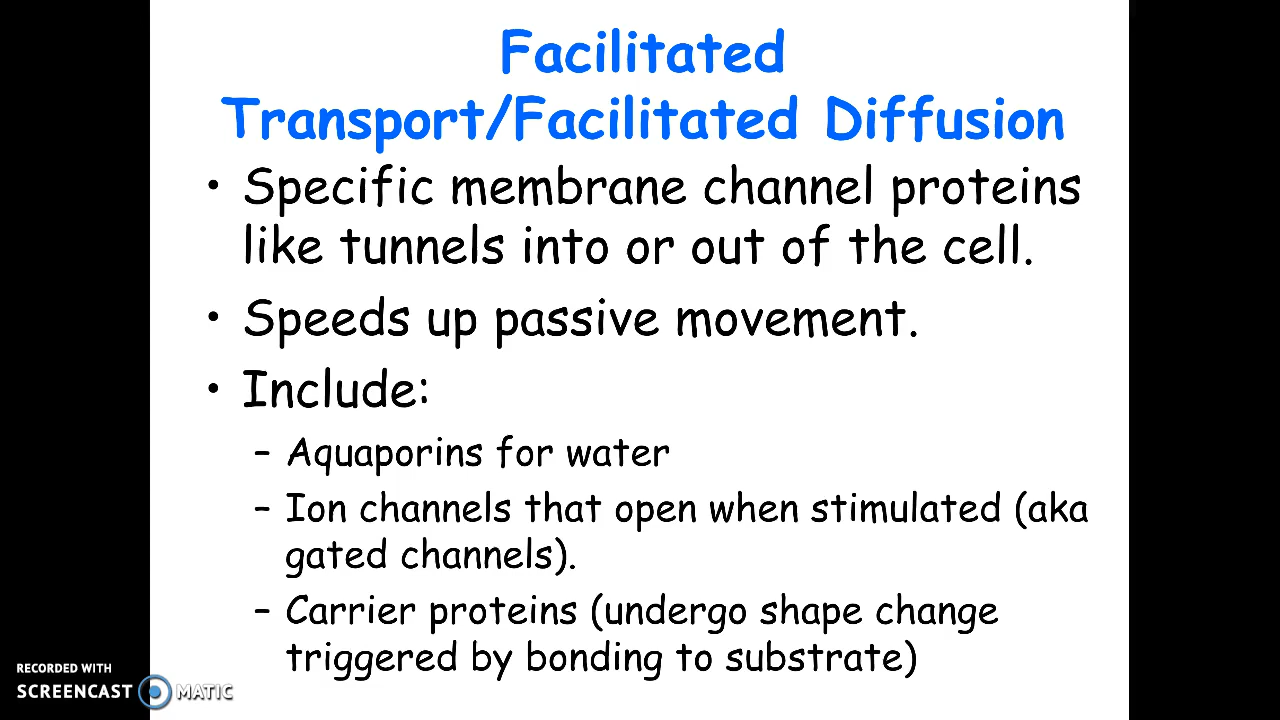 Facilitated
Transport/Facilitated Diffusion
• Specific membrane channel proteins
like tunnels into or out of the cell.
• Speeds up passive movement.
• Include:
– Aquaporins for water
– Ion channels that open when stimulated (aka
gated channels).
– Carrier proteins (undergo shape change
triggered by bonding to substrate)
RECORDED WITH
SCREENCAST MATIC